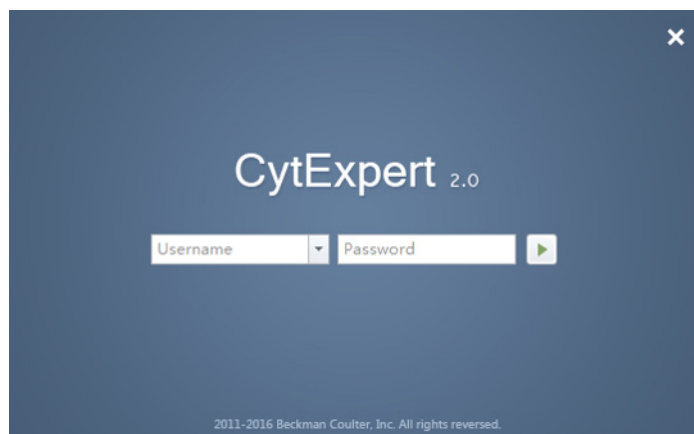 CytExpert 2.0
Username Password
2011-2016 Beckman Coulter, Inc. All rights reversed.